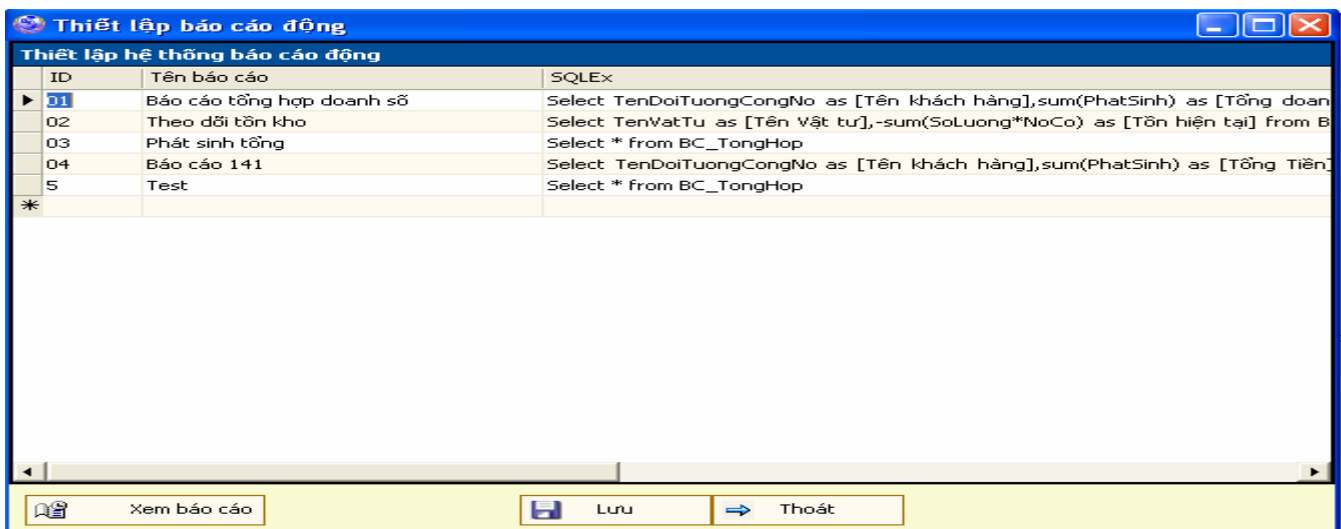 Thiết lập báo cáo động
Thiết lập hệ thống báo cáo động
ID Tên báo cáo SQLEx
01 Báo cáo tổng hợp doanh số Select TenDoiTuongCongNo as [Tên khách hàng],sum(PhatSinh) as [Tổng doan
02 Theo dõi tồn kho Select TenVatTu as [Tên Vật tư],-sum(SoLuong*NoCo) as [Tồn hiện tại] from B
03 Phát sinh tổng Select * from BC_TongHop
04 Báo cáo 141 Select TenDoiTuongCongNo as [Tên khách hàng],sum(PhatSinh) as [Tổng Tiền]
5 Test Select * from BC_TongHop
Xem báo cáo Lưu Thoát